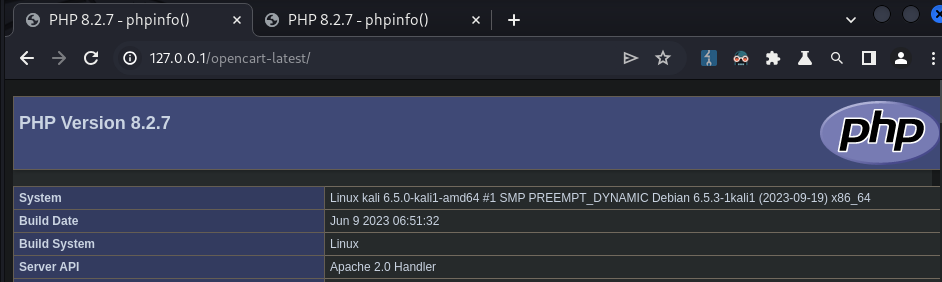 PHP 8.2.7 - phpinfo()
PHP 8.2.7 - phpinfo()
127.0.0.1/opencart-latest/
PHP Version 8.2.7
php
System Linux kali 6.5.0-kali1-amd64 #1 SMP PREEMPT_DYNAMIC Debian 6.5.3-1kali1 (2023-09-19) x86_64
Build Date Jun 9 2023 06:51:32
Build System Linux
Server API Apache 2.0 Handler